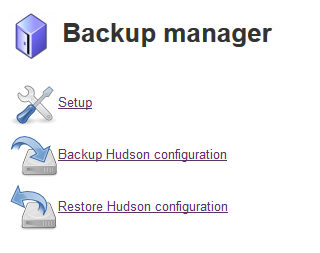 Backup manager
Setup
Backup Hudson configuration
Restore Hudson configuration